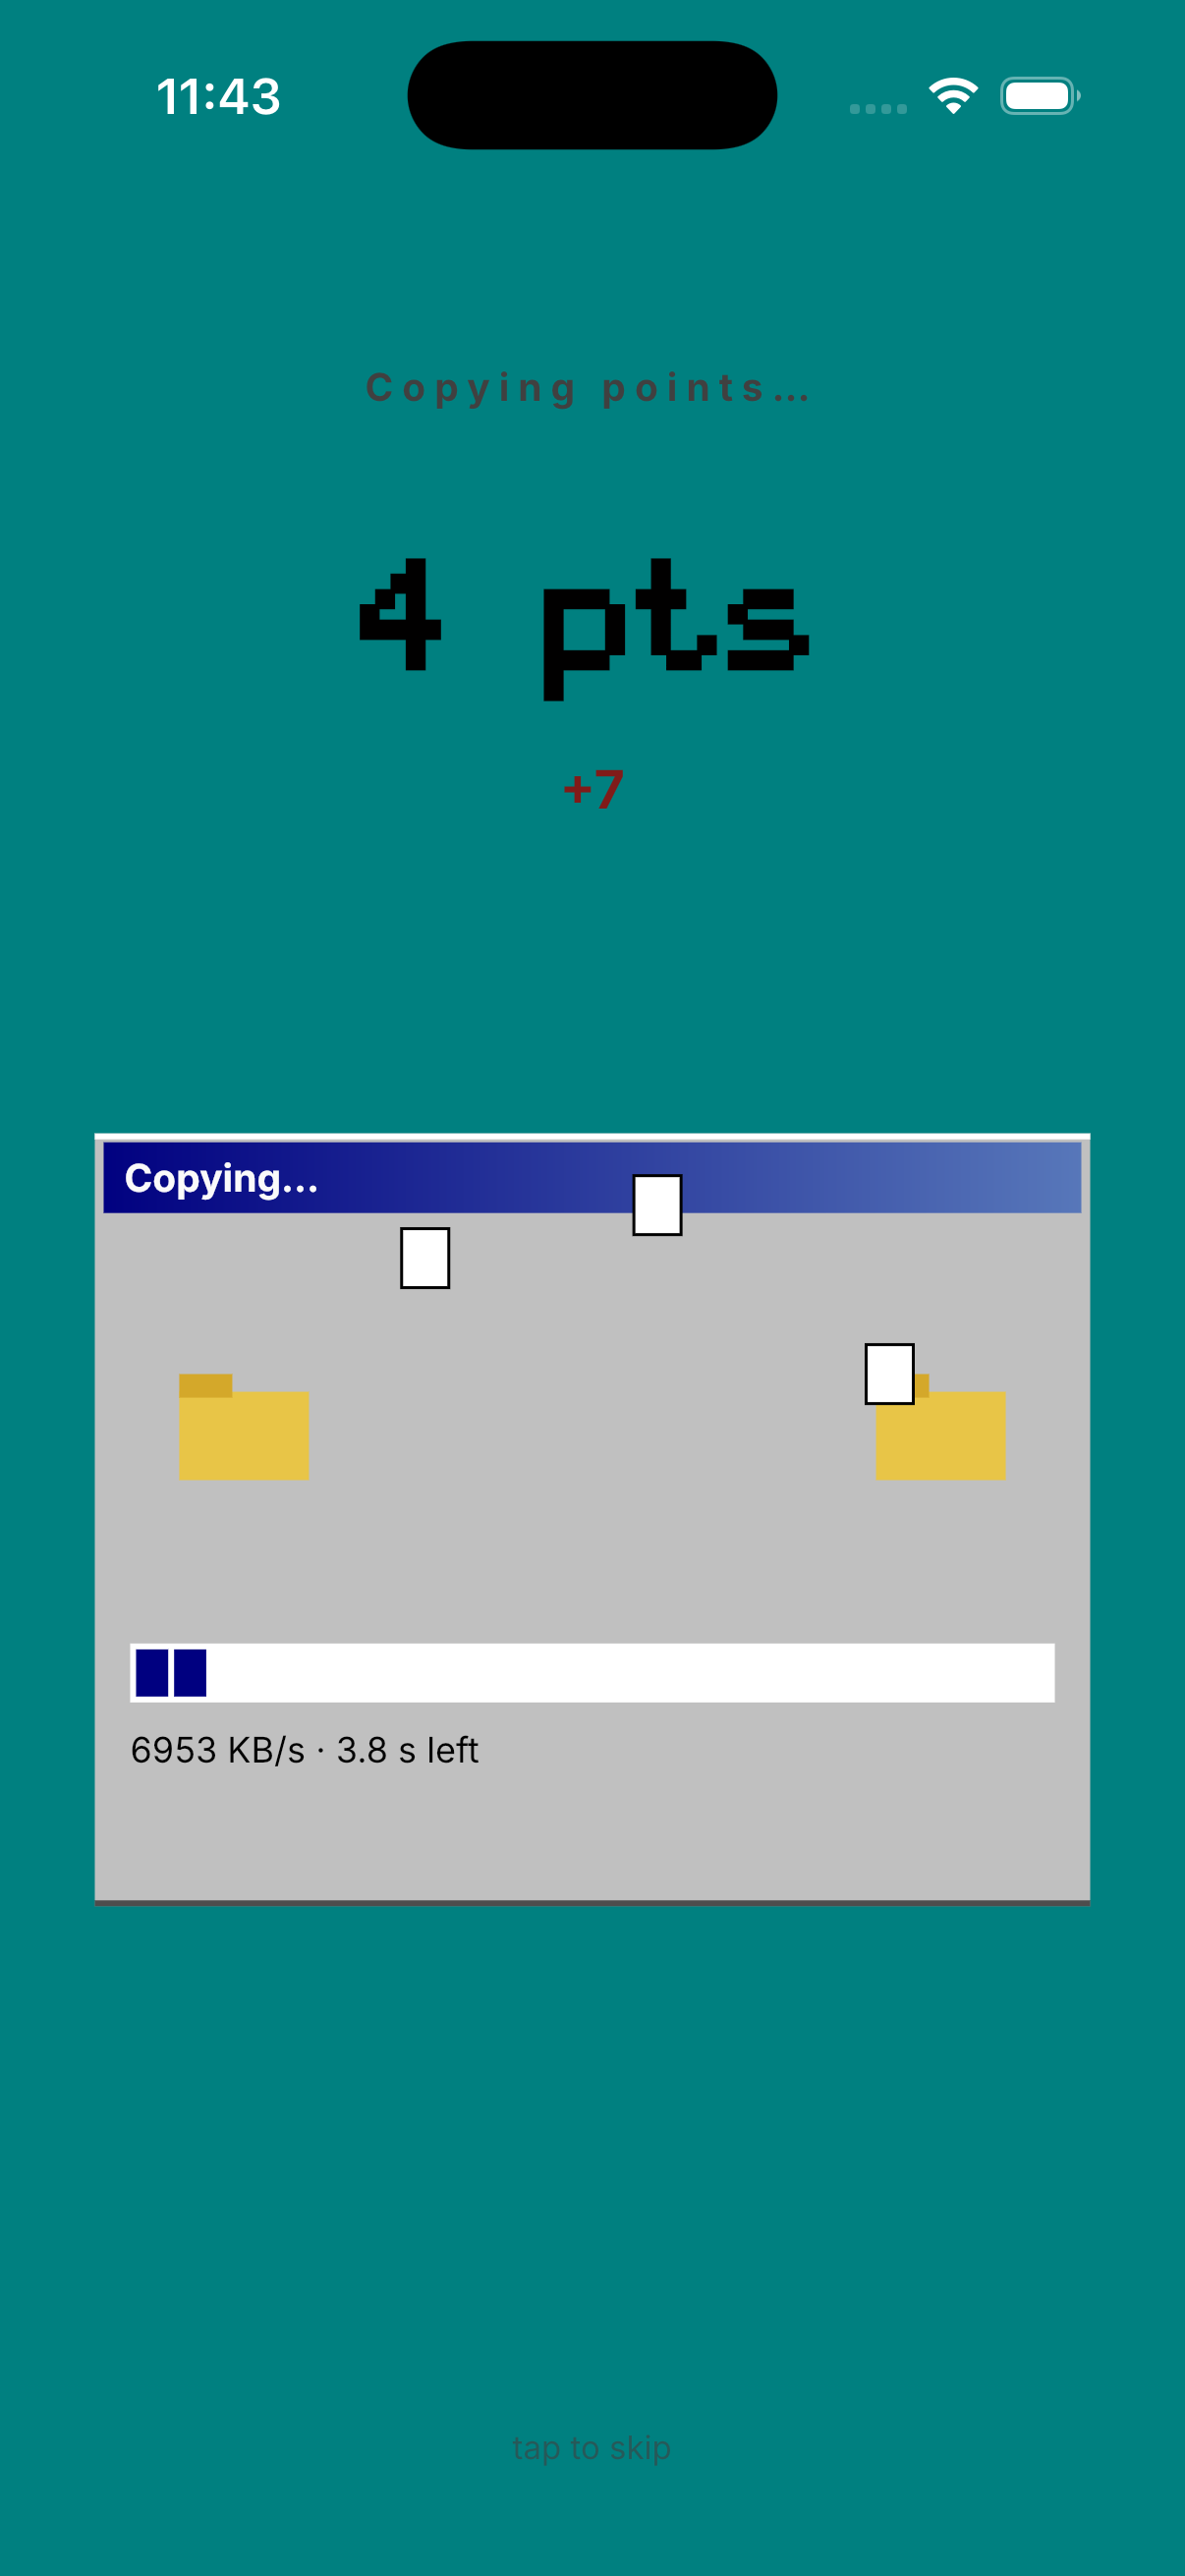 11:43
Copying points...
4 pts
+7
Copying...
6953 KB/s · 3.8 s left
tap to skip